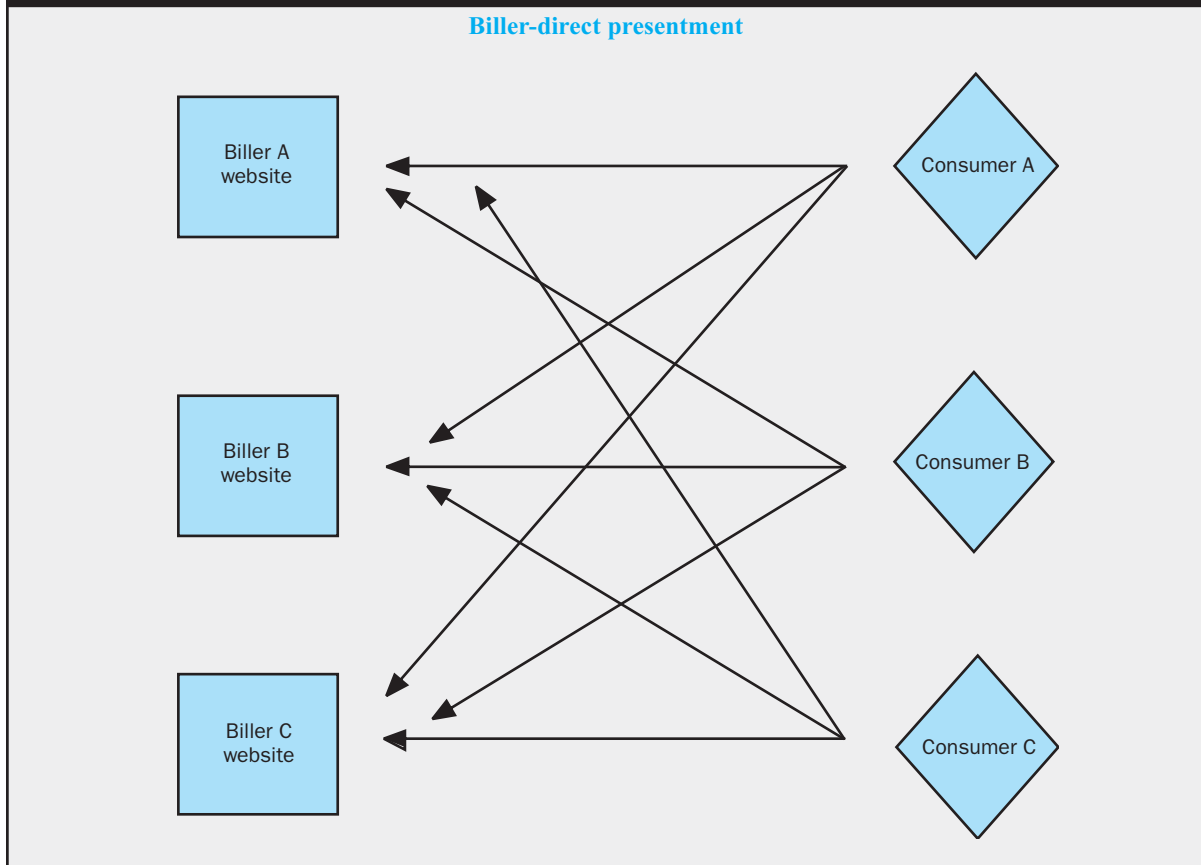 Biller-direct presentment
Biller A
website
Consumer A
Biller B
website
Consumer B
Biller C
website
Consumer C